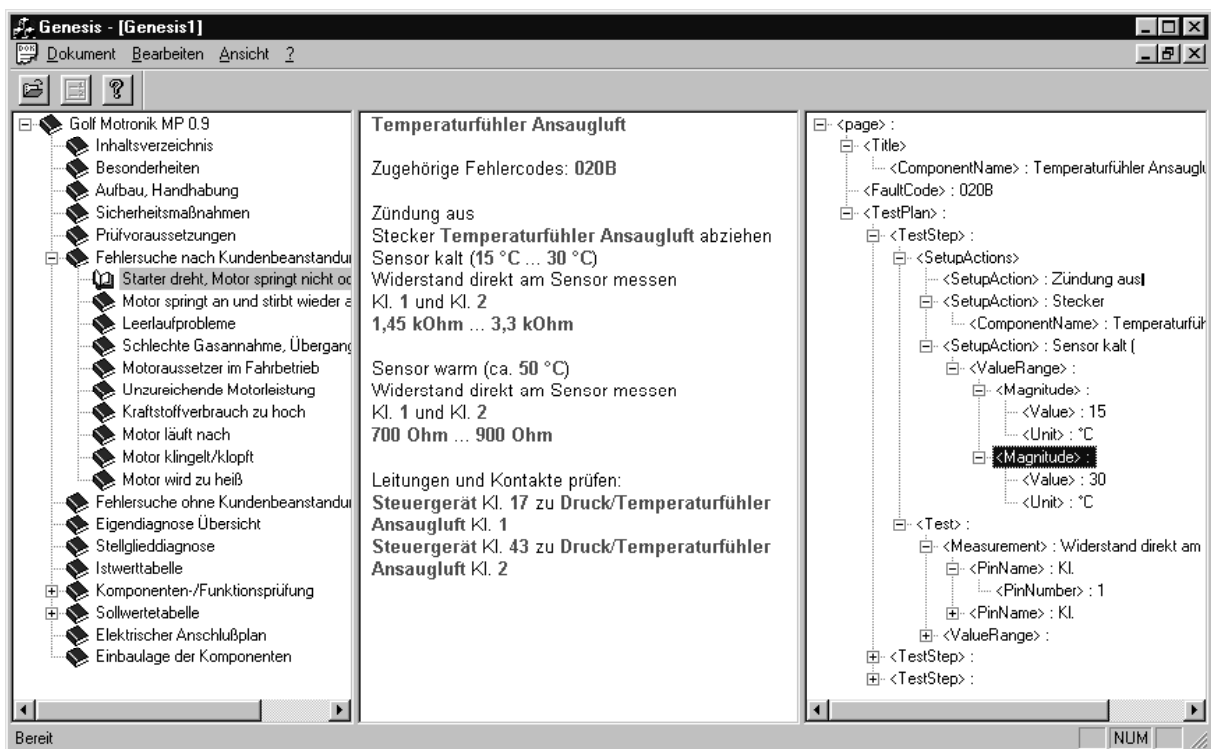 Genesis - [Genesis1]
Dokument Bearbeiten Ansicht ?
Golf Motronik MP 0.9
Inhaltsverzeichnis
Besonderheiten
Aufbau, Handhabung
Sicherheitsmaßnahmen
Prüfvoraussetzungen
Fehlersuche nach Kundenbeanstandu
Starter dreht, Motor springt nicht oc
Motor springt an und stirbt wieder a
Leerlaufprobleme
Schlechte Gasannahme, Übergang
Motoraussetzer im Fahrbetrieb
Unzureichende Motorleistung
Kraftstoffverbrauch zu hoch
Motor läuft nach
Motor klingelt/klopft
Motor wird zu heiß
Fehlersuche ohne Kundenbeanstandu
Eigendiagnose Übersicht
Stellglieddiagnose
Istwerttabelle
Komponenten-/Funktionsprüfung
Sollwertetabelle
Elektrischer Anschlußplan
Einbaulage der Komponenten
Temperaturfühler Ansaugluft
Zugehörige Fehlercodes: 020B
Zündung aus
Stecker Temperaturfühler Ansaugluft abziehen
Sensor kalt (15 °C ... 30 °C)
Widerstand direkt am Sensor messen
Kl. 1 und Kl. 2
1,45 kOhm ... 3,3 kOhm
Sensor warm (ca. 50 °C)
Widerstand direkt am Sensor messen
Kl. 1 und Kl. 2
700 Ohm ... 900 Ohm
Leitungen und Kontakte prüfen:
Steuergerät Kl. 17 zu Druck/Temperaturfühler
Ansaugluft Kl. 1
Steuergerät Kl. 43 zu Druck/Temperaturfühler
Ansaugluft Kl. 2
<page> :
<Title>
<ComponentName> : Temperaturfühler Ansauglu
<FaultCode> : 020B
<TestPlan> :
<TestStep> :
<SetupActions>
<SetupAction> : Zündung aus
<SetupAction> : Stecker
<ComponentName> : Temperaturfüh
<SetupAction> : Sensor kalt (
<ValueRange> :
<Magnitude> :
<Value> : 15
<Unit> : °C
<Magnitude> :
<Value> : 30
<Unit> : °C
<Test> :
<Measurement> : Widerstand direkt am
<PinName> : Kl.
<PinNumber> : 1
<PinName> : Kl.
<ValueRange> :
<TestStep> :
<TestStep> :
Bereit
NUM